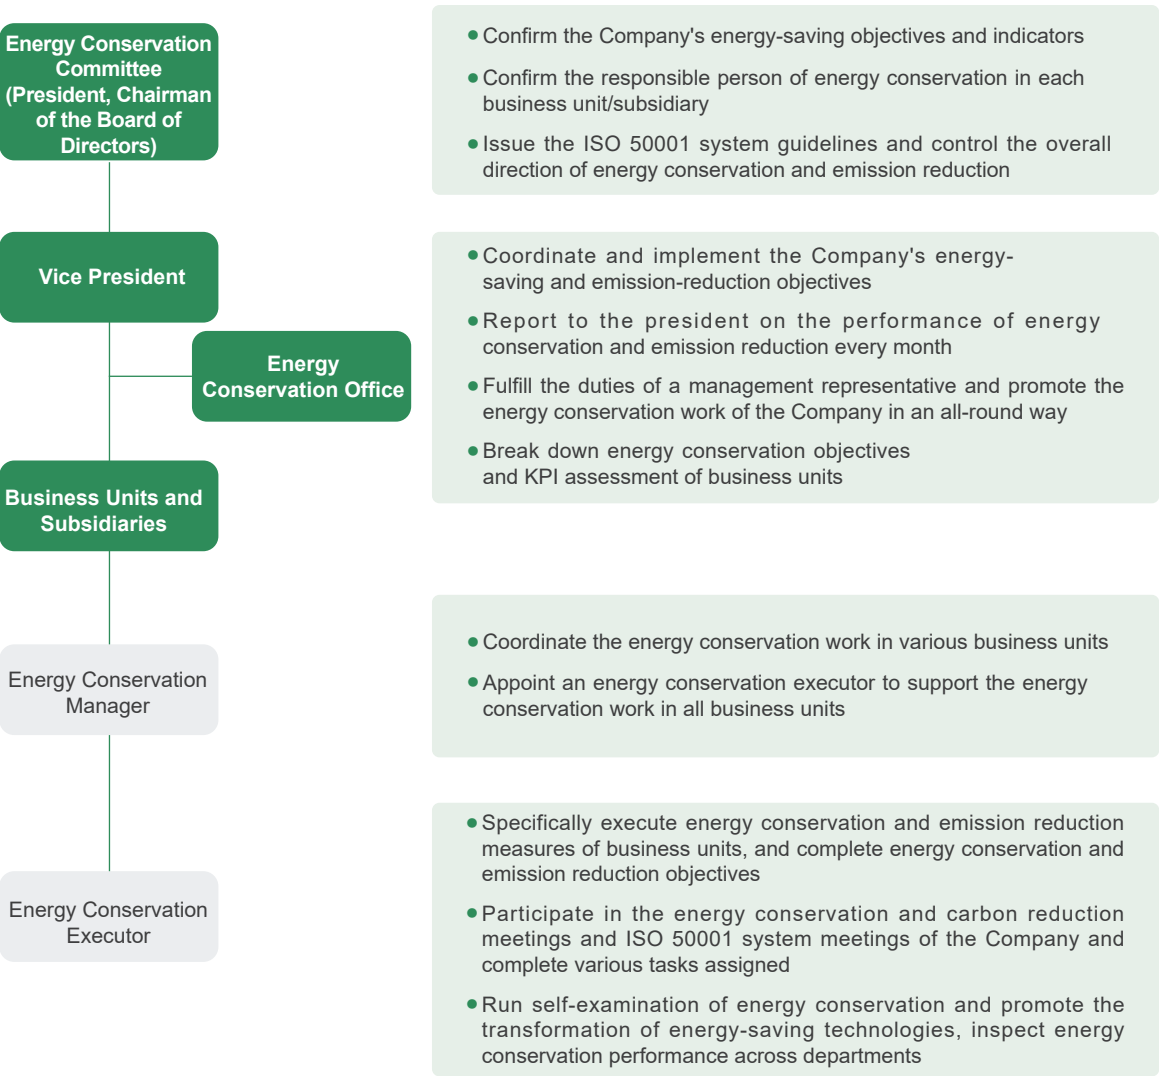 Energy Conservation
Committee
(President, Chairman
of the Board of
Directors)
• Confirm the Company's energy-saving objectives and indicators
• Confirm the responsible person of energy conservation in each
business unit/subsidiary
• Issue the ISO 50001 system guidelines and control the overall
direction of energy conservation and emission reduction
Vice President
Energy
Conservation Office
• Coordinate and implement the Company's energy-
saving and emission-reduction objectives
• Report to the president on the performance of energy
conservation and emission reduction every month
• Fulfill the duties of a management representative and promote the
energy conservation work of the Company in an all-round way
• Break down energy conservation objectives
and KPI assessment of business units
Business Units and
Subsidiaries
Energy Conservation
Manager
• Coordinate the energy conservation work in various business units
• Appoint an energy conservation executor to support the energy
conservation work in all business units
Energy Conservation
Executor
• Specifically execute energy conservation and emission reduction
measures of business units, and complete energy conservation and
emission reduction objectives
• Participate in the energy conservation and carbon reduction
meetings and ISO 50001 system meetings of the Company and
complete various tasks assigned
• Run self-examination of energy conservation and promote the
transformation of energy-saving technologies, inspect energy
conservation performance across departments